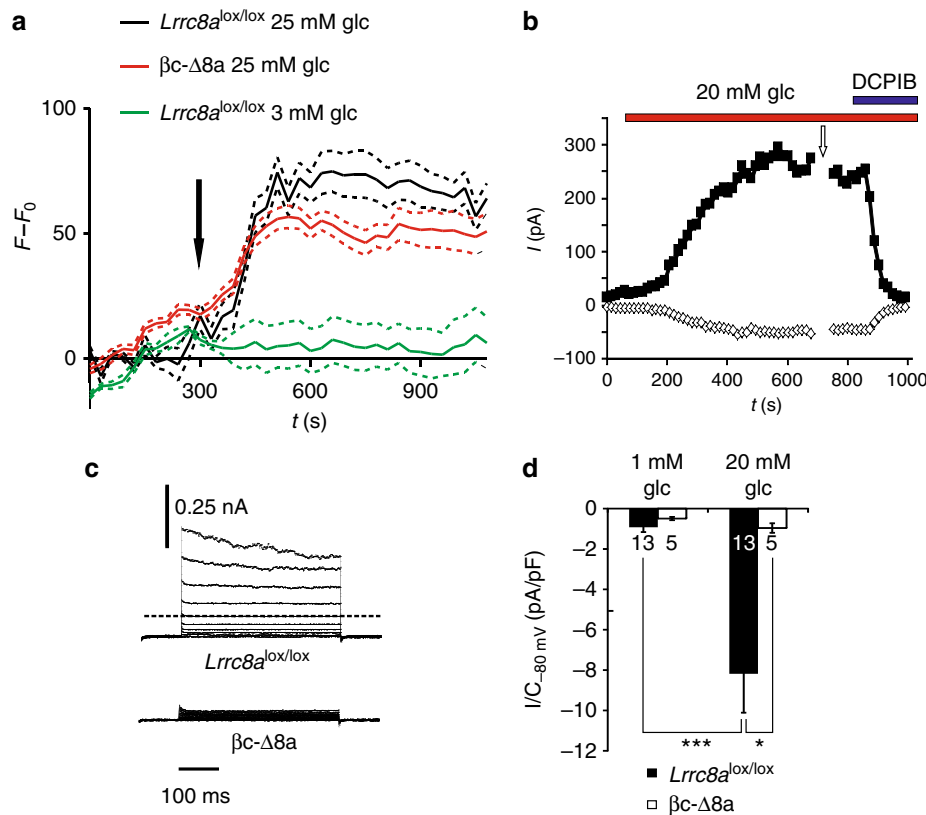 a
Lrrc8a^lox/lox 25 mM glc
βc-Δ8a 25 mM glc
Lrrc8a^lox/lox 3 mM glc
100
50
0
F–F₀
300
600
900
t (s)
b
DCPIB
20 mM glc
300
200
100
0
–100
I (pA)
0
200
400
600
800
1000
t (s)
c
0.25 nA
Lrrc8a^lox/lox
βc-Δ8a
100 ms
d
1 mM glc
20 mM glc
0
–2
–4
–6
–8
–10
–12
I/C₋₈₀ mV (pA/pF)
13
5
13
5
***
*
Lrrc8a^lox/lox
βc-Δ8a